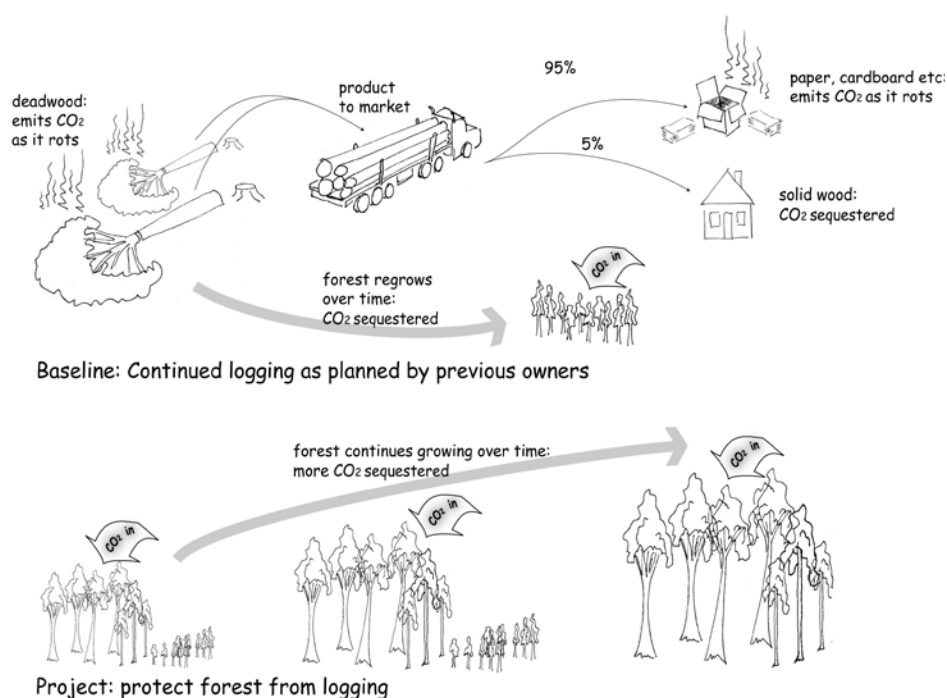 deadwood:
emits CO2
as it rots
product
to market
95%
5%
paper, cardboard etc:
emits CO2 as it rots
solid wood:
CO2 sequestered
forest regrows
over time:
CO2 sequestered
CO2 in
Baseline: Continued logging as planned by previous owners
forest continues growing over time:
more CO2 sequestered
CO2 in
CO2 in
CO2 in
Project: protect forest from logging